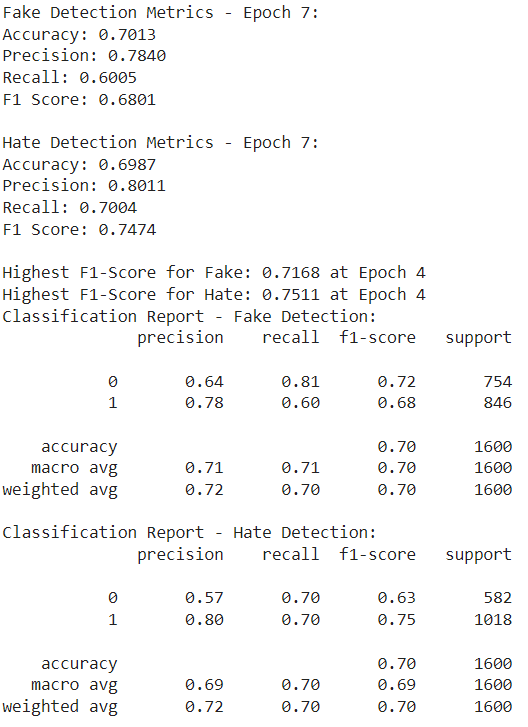 Fake Detection Metrics - Epoch 7:
Accuracy: 0.7013
Precision: 0.7840
Recall: 0.6005
F1 Score: 0.6801

Hate Detection Metrics - Epoch 7:
Accuracy: 0.6987
Precision: 0.8011
Recall: 0.7004
F1 Score: 0.7474

Highest F1-Score for Fake: 0.7168 at Epoch 4
Highest F1-Score for Hate: 0.7511 at Epoch 4
Classification Report - Fake Detection:
              precision    recall  f1-score   support

           0       0.64      0.81      0.72       754
           1       0.78      0.60      0.68       846

    accuracy                           0.70      1600
   macro avg       0.71      0.71      0.70      1600
weighted avg       0.72      0.70      0.70      1600

Classification Report - Hate Detection:
              precision    recall  f1-score   support

           0       0.57      0.70      0.63       582
           1       0.80      0.70      0.75      1018

    accuracy                           0.70      1600
   macro avg       0.69      0.70      0.69      1600
weighted avg       0.72      0.70      0.70      1600